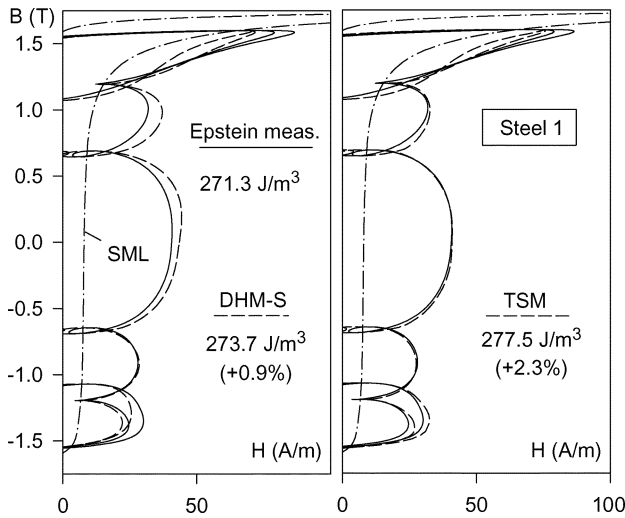 B (T)
1.5
1.0
0.5
0.0
-0.5
-1.0
-1.5
Epstein meas.
271.3 J/m³
SML
DHM-S
273.7 J/m³
(+0.9%)
H (A/m)
0
50
Steel 1
TSM
277.5 J/m³
(+2.3%)
H (A/m)
0
50
100